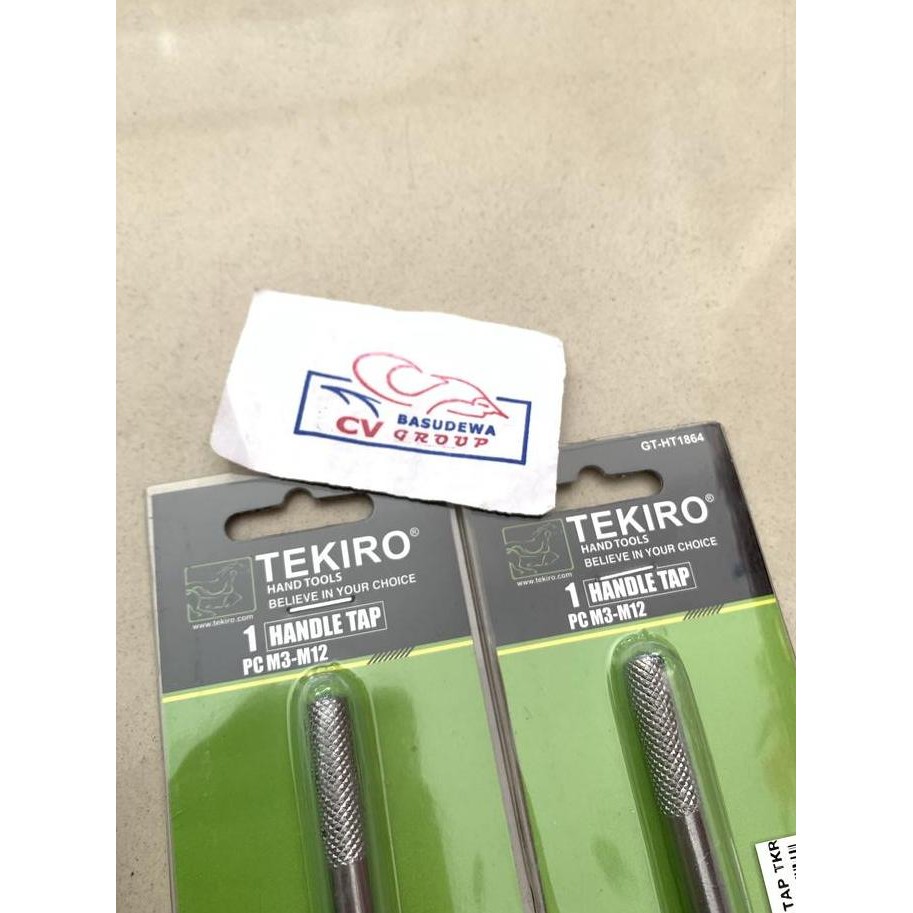 BASUDEWA
CV GROUP
TEKIRO®
HAND TOOLS
BELIEVE IN YOUR CHOICE
www.tekiro.com
1 HANDLE TAP
PC M3-M12
GT-HT1864
TEKIRO®
HAND TOOLS
BELIEVE IN YOUR CHOICE
www.tekiro.com
1 HANDLE TAP
PC M3-M12
TAP TKR